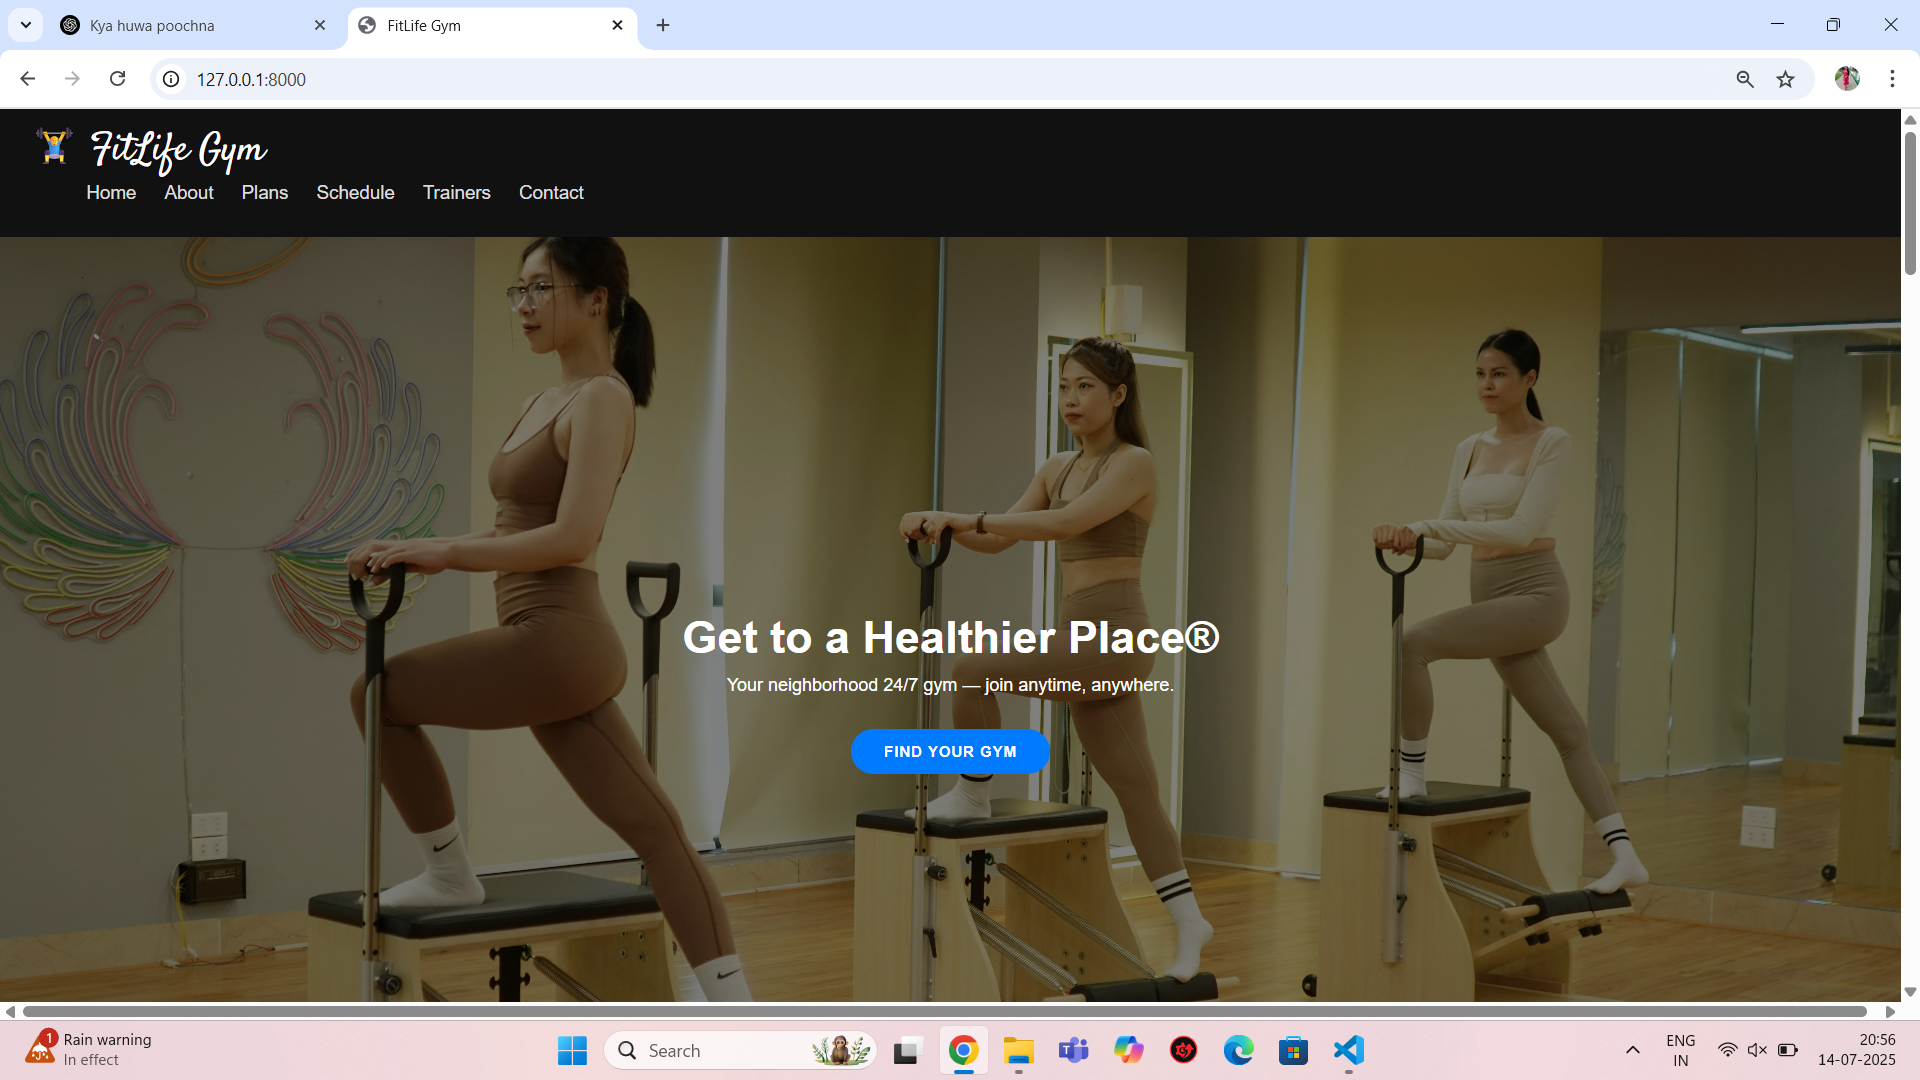 Kya huwa poochna
FitLife Gym
127.0.0.1:8000
FitLife Gym
Home About Plans Schedule Trainers Contact
Get to a Healthier Place®
Your neighborhood 24/7 gym — join anytime, anywhere.
FIND YOUR GYM
1
Rain warning
In effect
Search
ENG
IN
20:56
14-07-2025